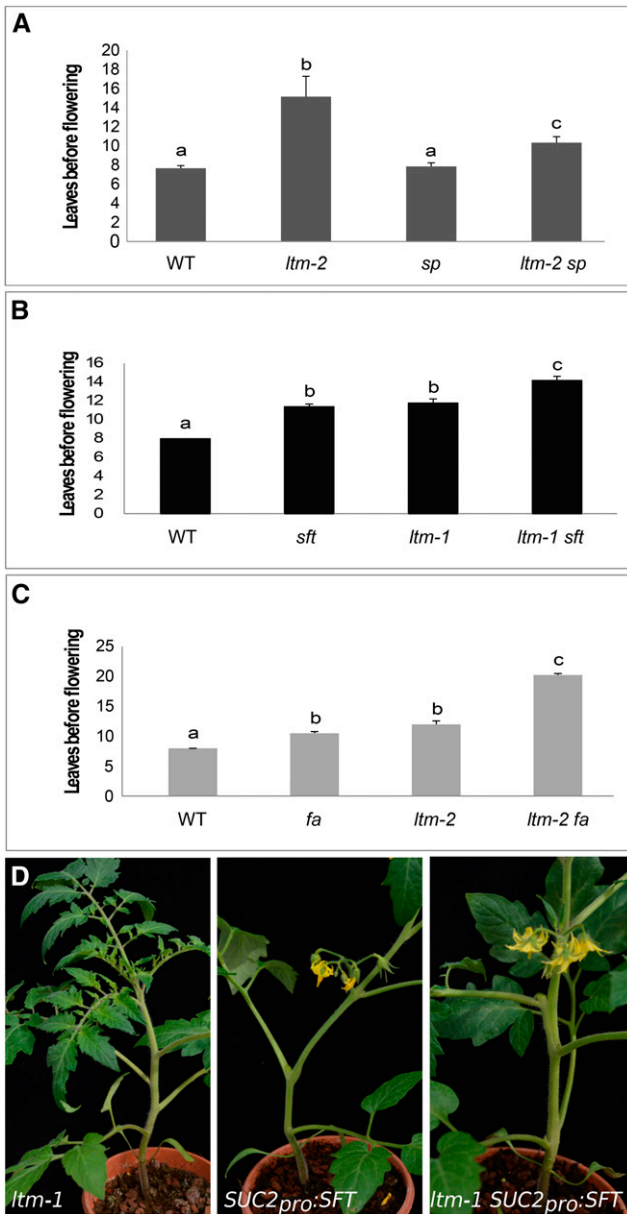 A
Leaves before flowering
20
18
16
14
12
10
8
6
4
2
0
a
b
a
c
WT
ltm-2
sp
ltm-2 sp
B
Leaves before flowering
16
14
12
10
8
6
4
2
0
a
b
b
c
WT
sft
ltm-1
ltm-1 sft
C
Leaves before flowering
25
20
15
10
5
0
a
b
b
c
WT
fa
ltm-2
ltm-2 fa
D
ltm-1
SUC2pro:SFT
ltm-1 SUC2pro:SFT